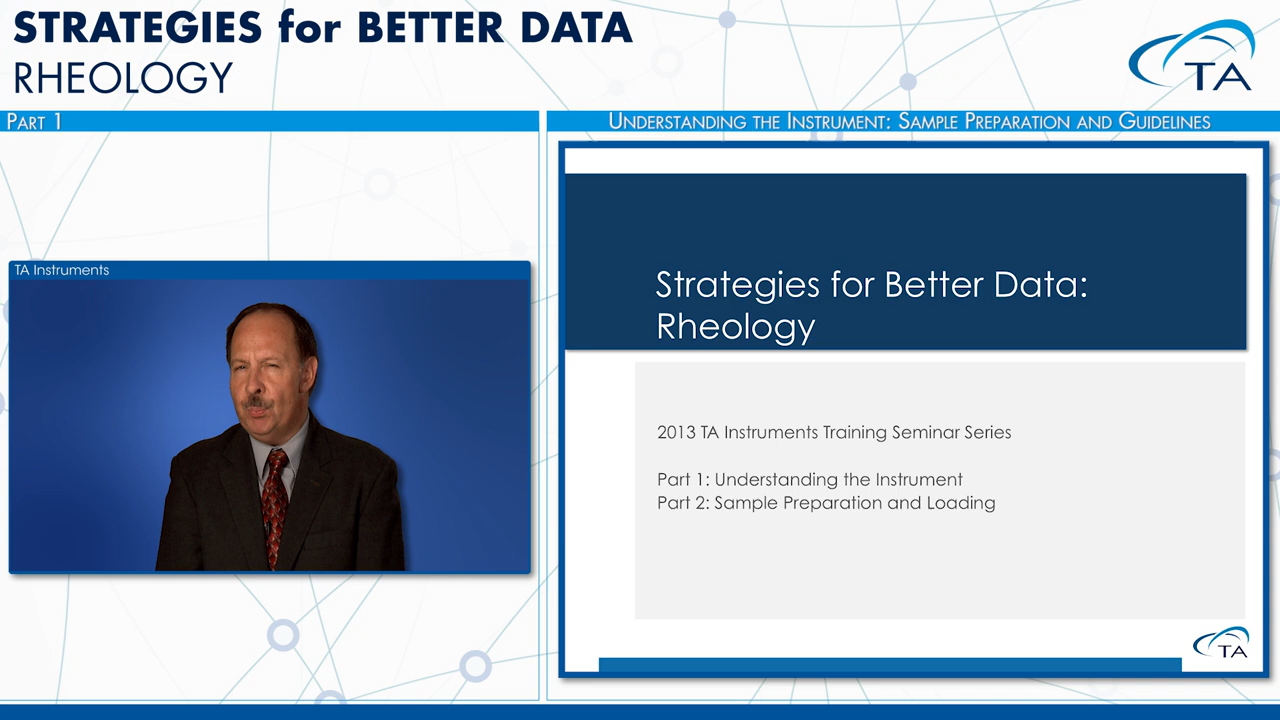 STRATEGIES for BETTER DATA
RHEOLOGY
TA
PART 1
UNDERSTANDING THE INSTRUMENT: SAMPLE PREPARATION AND GUIDELINES
TA Instruments
Strategies for Better Data:
Rheology
2013 TA Instruments Training Seminar Series
Part 1: Understanding the Instrument
Part 2: Sample Preparation and Loading
TA